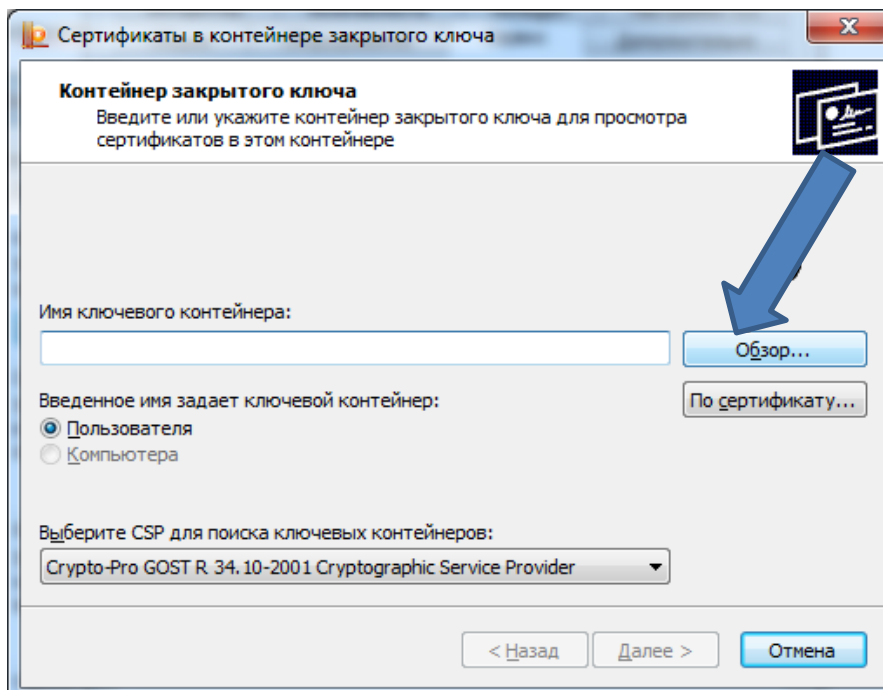 Сертификаты в контейнере закрытого ключа
Контейнер закрытого ключа
Введите или укажите контейнер закрытого ключа для просмотра
сертификатов в этом контейнере
Имя ключевого контейнера:
Обзор...
Введенное имя задает ключевой контейнер:
По сертификату...
Пользователя
Компьютера
Выберите CSP для поиска ключевых контейнеров:
Crypto-Pro GOST R 34.10-2001 Cryptographic Service Provider
< Назад
Далее >
Отмена